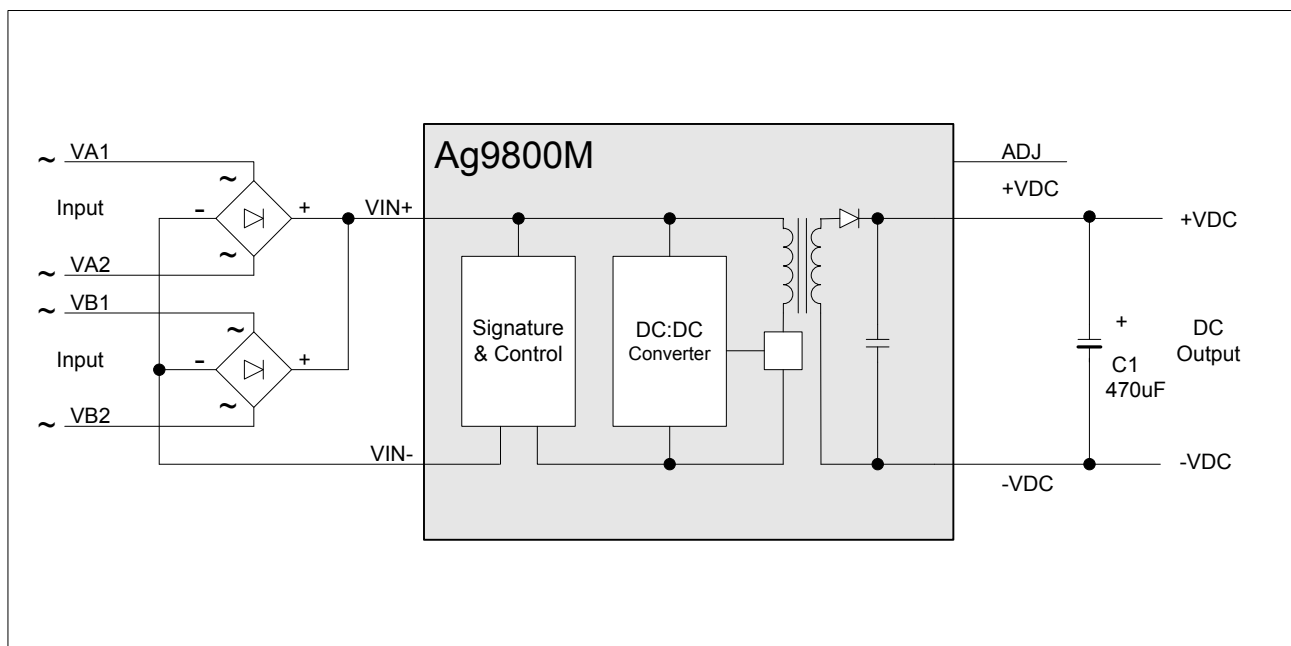 Ag9800M
~ VA1
~
ADJ
+VDC
Input
- +
VIN+
+VDC
~
~ VA2
~ VB1
~
Signature
& Control
DC:DC
Converter
+
DC
Output
Input
- +
C1
470uF
~
~ VB2
VIN-
-VDC
-VDC